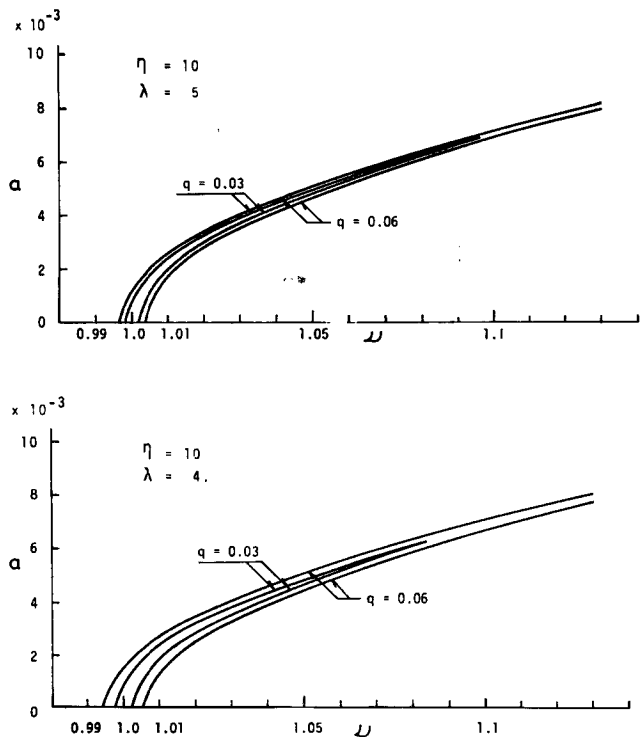 x 10⁻³
10
η = 10
λ = 5
8
6
a
q = 0.03
4
q = 0.06
2
0
0.99 1.0 1.01 1.05 ν 1.1
x 10⁻³
10
η = 10
λ = 4.
8
6
a
q = 0.03
4
q = 0.06
2
0
0.99 1.0 1.01 1.05 ν 1.1